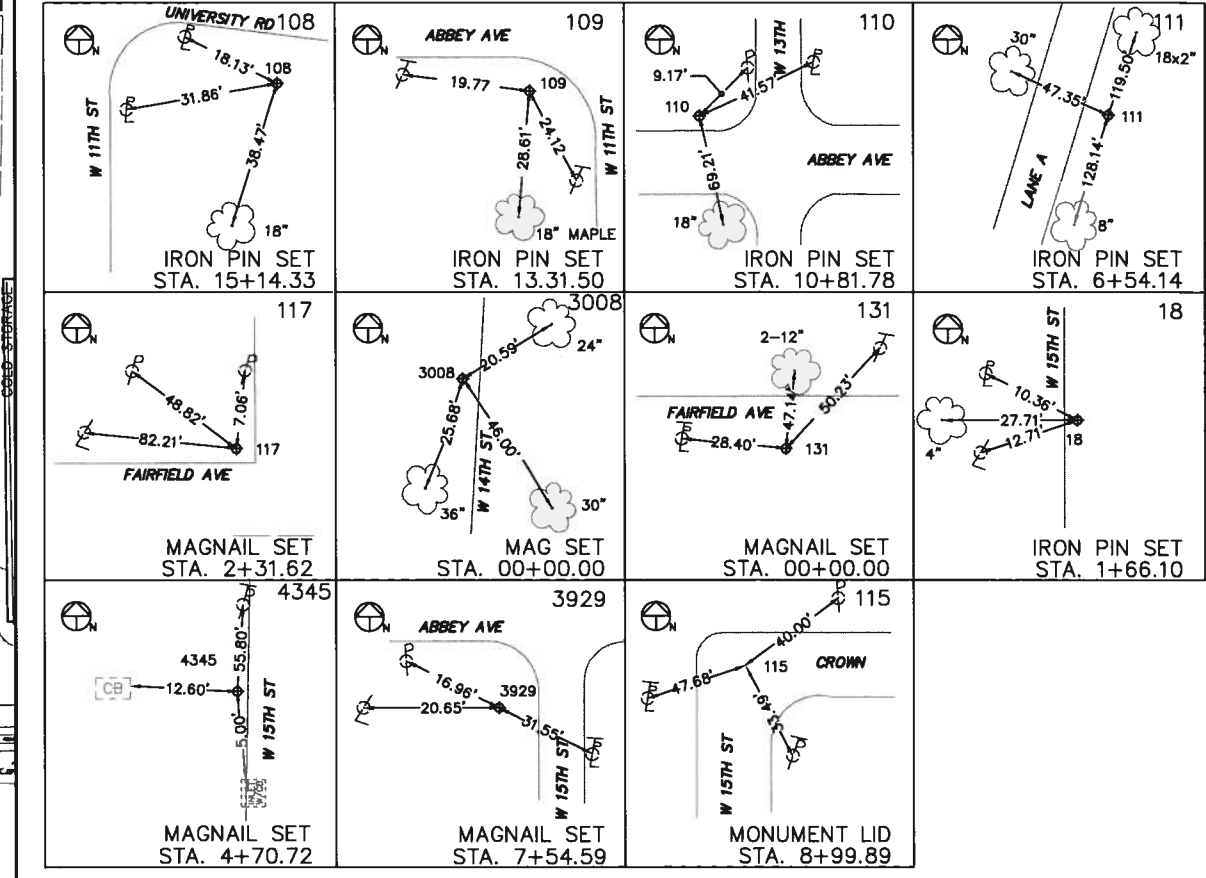 COLD STORAGE
UNIVERSITY RD
108
N
18.13'
108
31.86'
38.47'
W 11TH ST
18"
IRON PIN SET
STA. 15+14.33
109
ABBEY AVE
N
19.77
109
24.12
28.61'
W 11TH ST
18" MAPLE
IRON PIN SET
STA. 13.31.50
110
W 13TH
N
9.17'
41.57'
110
ABBEY AVE
69.21'
18"
IRON PIN SET
STA. 10+81.78
111
30"
N
18x2"
119.50'
47.35'
111
LANE A
128.14'
8"
IRON PIN SET
STA. 6+54.14
117
N
48.82'
7.06'
82.21'
117
FAIRFIELD AVE
MAGNAIL SET
STA. 2+31.62
3008
N
24"
20.59'
3008
25.68'
46.00'
W 14TH ST
36"
30"
MAG SET
STA. 00+00.00
131
N
2-12"
50.23'
47.14'
FAIRFIELD AVE
28.40'
131
MAGNAIL SET
STA. 00+00.00
18
W 15TH ST
N
10.36'
27.71'
12.71'
18
4"
IRON PIN SET
STA. 1+66.10
4345
N
55.80'
4345
CB
12.60'
5.00'
W 15TH ST
MAGNAIL SET
STA. 4+70.72
3929
ABBEY AVE
N
16.96'
3929
20.65'
31.55'
W 15TH ST
MAGNAIL SET
STA. 7+54.59
115
N
40.00'
115
CROWN
47.68'
53.49'
W 15TH ST
MONUMENT LID
STA. 8+99.89